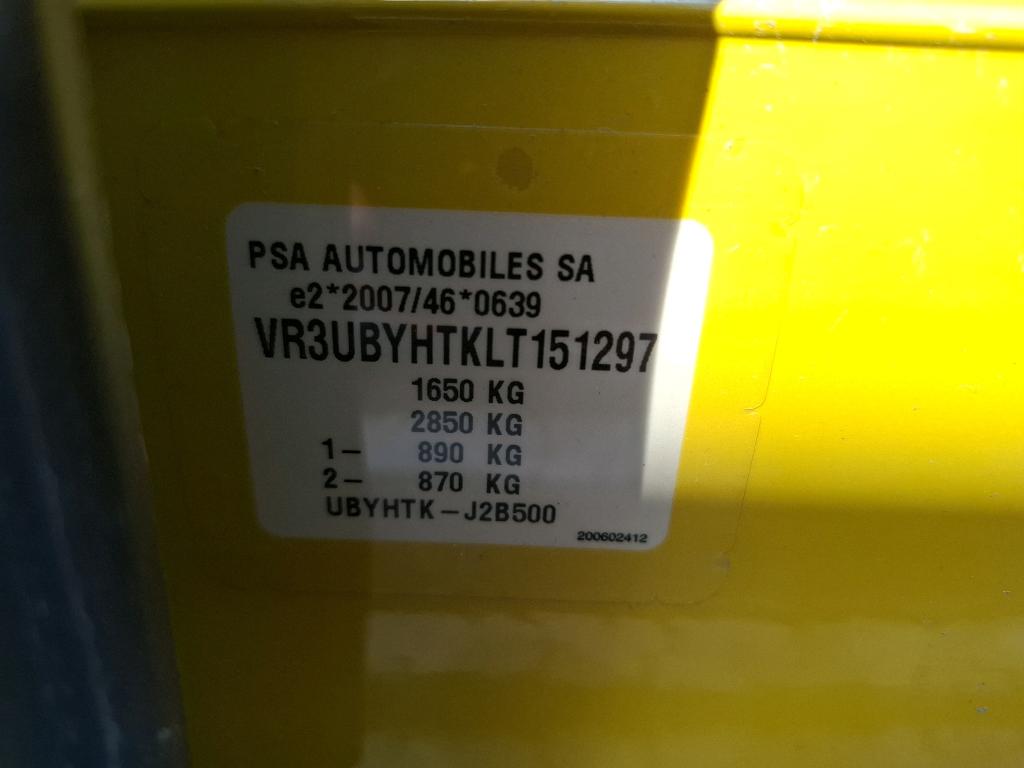 PSA AUTOMOBILES SA
e2*2007/46*0639
VR3UBYHTKLT151297
1650 KG
2850 KG
1- 890 KG
2- 870 KG
UBYHTK-J2B500
200602412